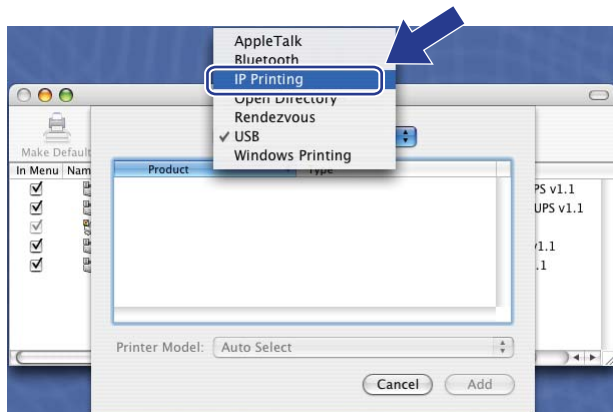 AppleTalk
Bluetooth
IP Printing
Open Directory
Rendezvous
✓ USB
Windows Printing
Make Default
In Menu Nam
Product Type
PS v1.1
UPS v1.1
v1.1
.1
Printer Model: Auto Select
Cancel Add